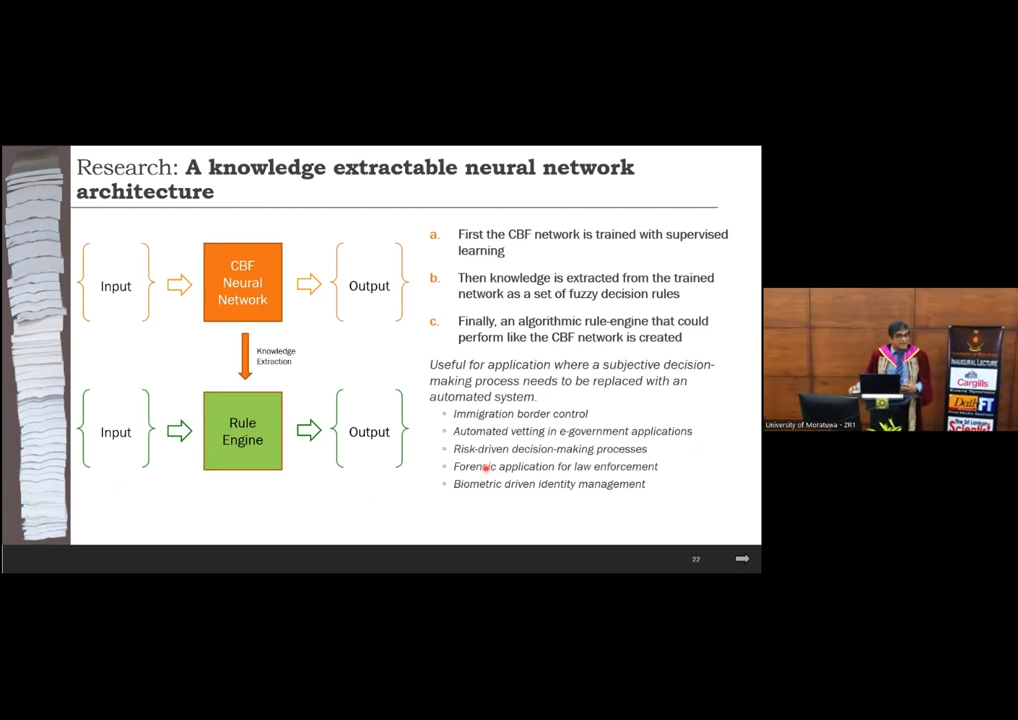 Research: A knowledge extractable neural network
architecture
Input
CBF
Neural
Network
Output
Knowledge
Extraction
Input
Rule
Engine
Output
a. First the CBF network is trained with supervised
learning
b. Then knowledge is extracted from the trained
network as a set of fuzzy decision rules
c. Finally, an algorithmic rule-engine that could
perform like the CBF network is created
Useful for application where a subjective decision-
making process needs to be replaced with an
automated system.
◦ Immigration border control
◦ Automated vetting in e-government applications
◦ Risk-driven decision-making processes
◦ Forensic application for law enforcement
◦ Biometric driven identity management
22
INAUGURAL LECTURE
Cargills
Daily FT
Scientist
University of Moratuwa - ZR1